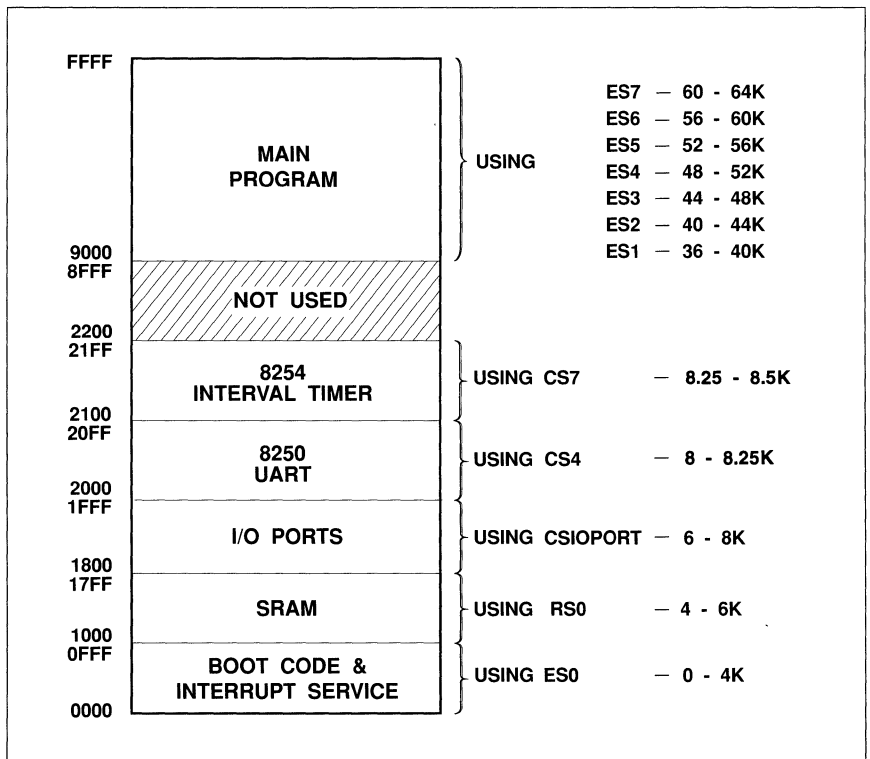 FFFF
MAIN
PROGRAM
USING
ES7 — 60 - 64K
ES6 — 56 - 60K
ES5 — 52 - 56K
ES4 — 48 - 52K
ES3 — 44 - 48K
ES2 — 40 - 44K
ES1 — 36 - 40K
9000
8FFF
NOT USED
2200
21FF
8254
INTERVAL TIMER
USING CS7 — 8.25 - 8.5K
2100
20FF
8250
UART
USING CS4 — 8 - 8.25K
2000
1FFF
I/O PORTS
USING CSIOPORT — 6 - 8K
1800
17FF
SRAM
USING RS0 — 4 - 6K
1000
0FFF
BOOT CODE &
INTERRUPT SERVICE
USING ES0 — 0 - 4K
0000